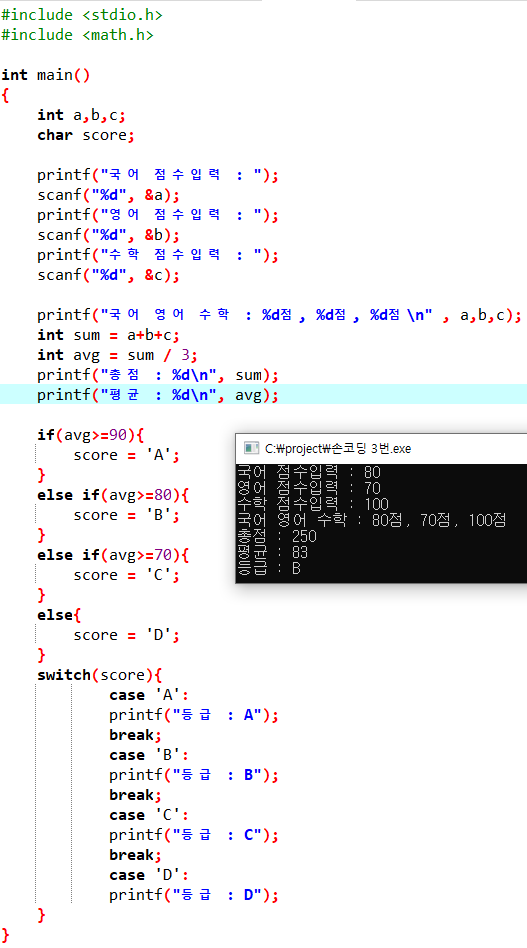 #include <stdio.h>
#include <math.h>
int main()
{
int a,b,c;
char score;
printf("국어 점수입력 : ");
scanf("%d", &a);
printf("영어 점수입력 : ");
scanf("%d", &b);
printf("수학 점수입력 : ");
scanf("%d", &c);
printf("국어 영어 수학 : %d점, %d점, %d점\n" , a,b,c);
int sum = a+b+c;
int avg = sum / 3;
printf("총점 : %d\n", sum);
printf("평균 : %d\n", avg);
if(avg>=90){
score = 'A';
}
else if(avg>=80){
score = 'B';
}
else if(avg>=70){
score = 'C';
}
else{
score = 'D';
}
switch(score){
case 'A':
printf("등급 : A");
break;
case 'B':
printf("등급 : B");
break;
case 'C':
printf("등급 : C");
break;
case 'D':
printf("등급 : D");
}
}
C:₩project₩손코딩 3번.exe
국어 점수입력 : 80
영어 점수입력 : 70
수학 점수입력 : 100
국어 영어 수학 : 80점, 70점, 100점
총점 : 250
평균 : 83
등급 : B